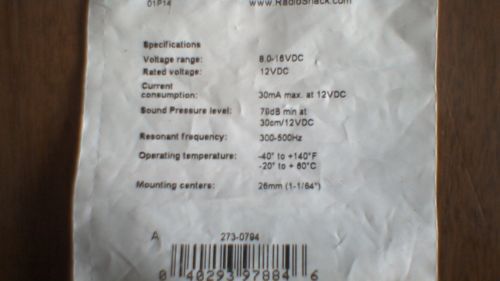 01P14
www.RadioShack.com
Specifications
Voltage range: 8.0-16VDC
Rated voltage: 12VDC
Current
consumption: 30mA max. at 12VDC
Sound Pressure level: 76dB min at
30cm/12VDC
Resonant frequency: 300-500Hz
Operating temperature: -40° to +140°F
-20° to + 60°C
Mounting centers: 26mm (1-1/64")
A 273-0794
0 40293 97884 6